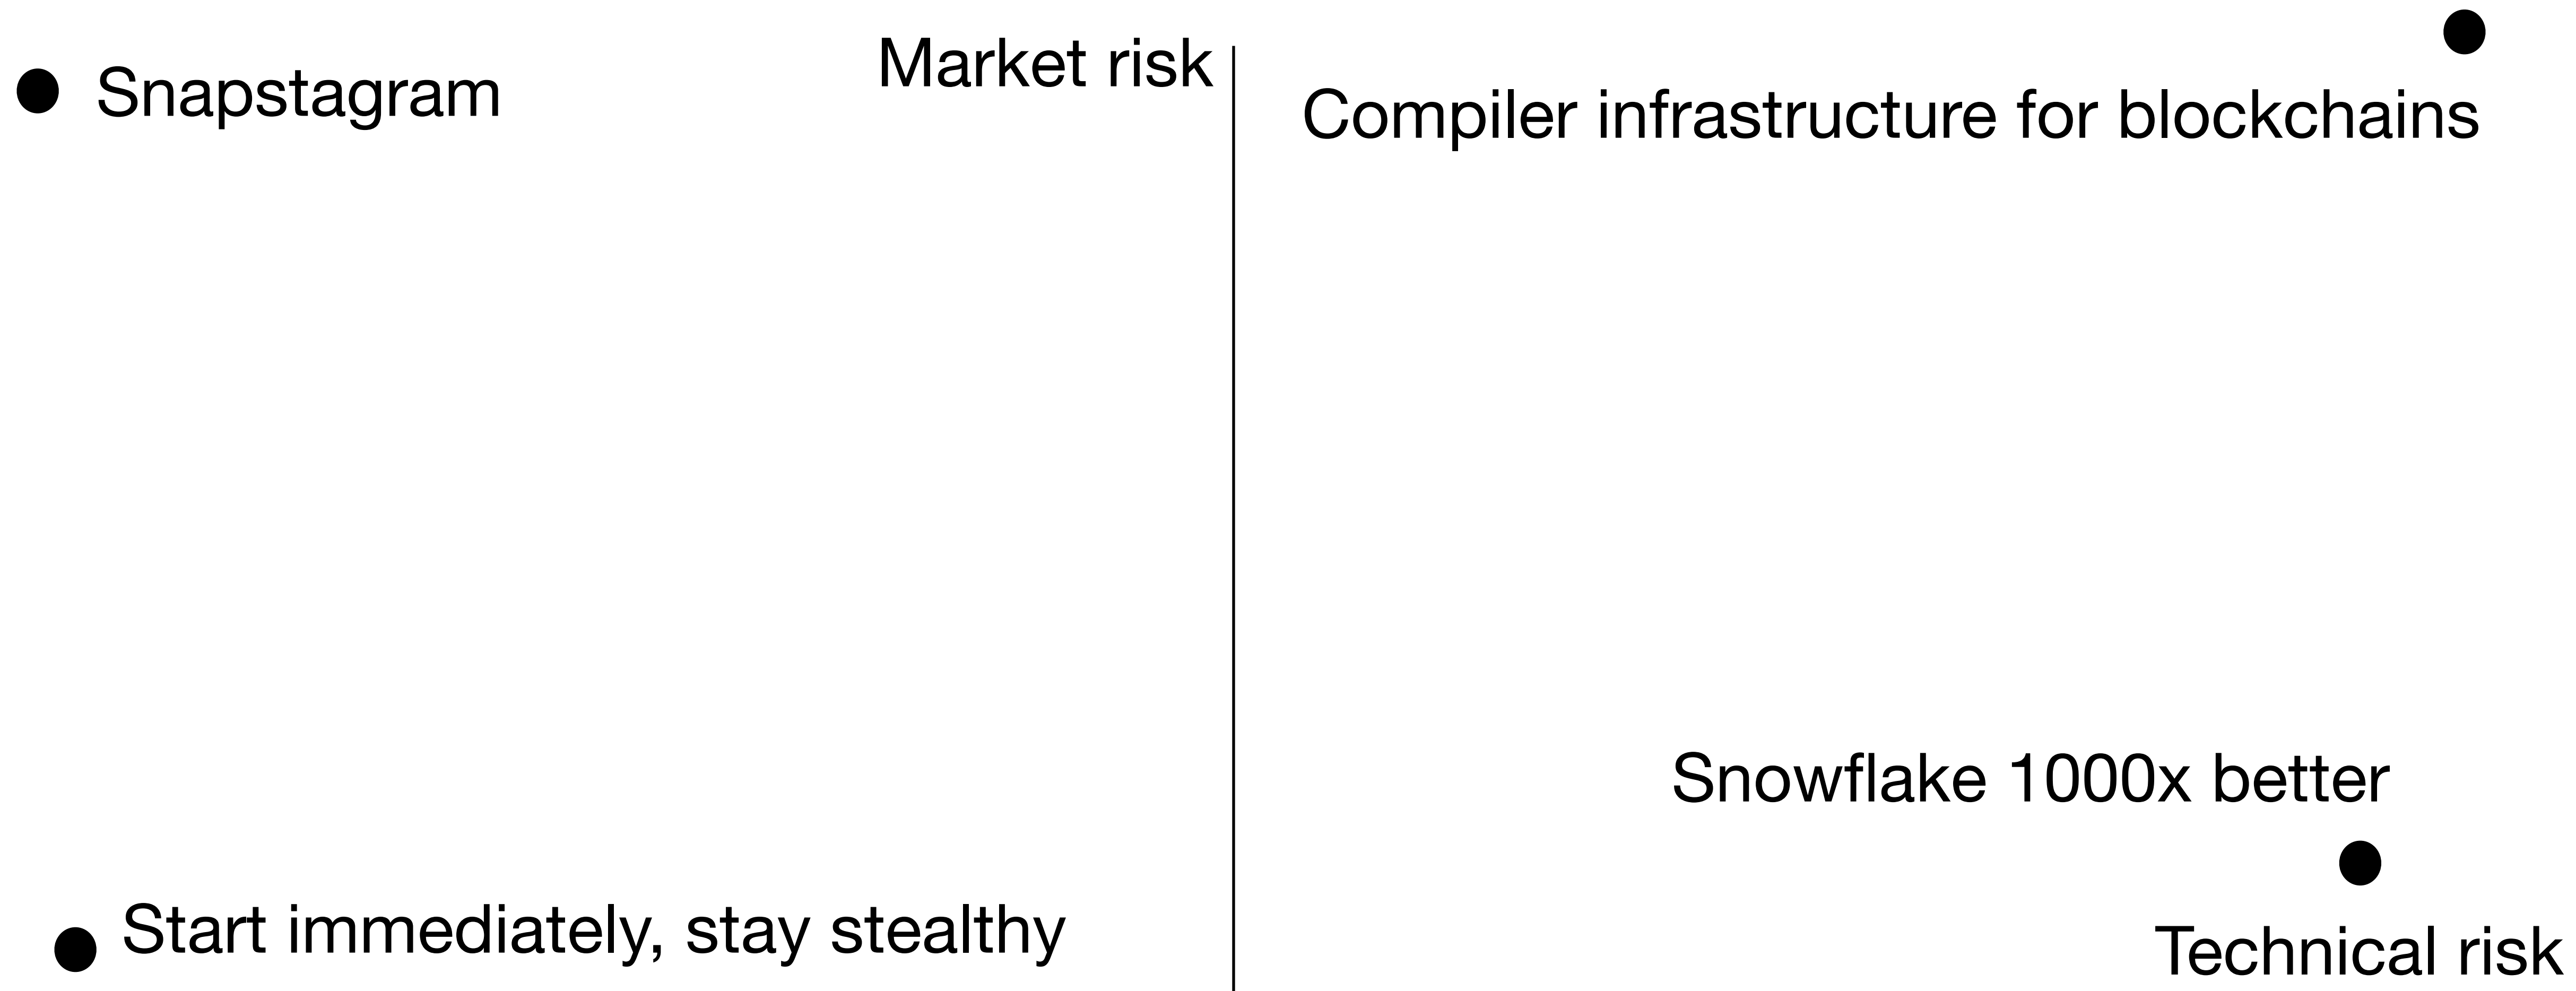 Market risk
Snapstagram
Compiler infrastructure for blockchains
Snowflake 1000x better
Start immediately, stay stealthy
Technical risk